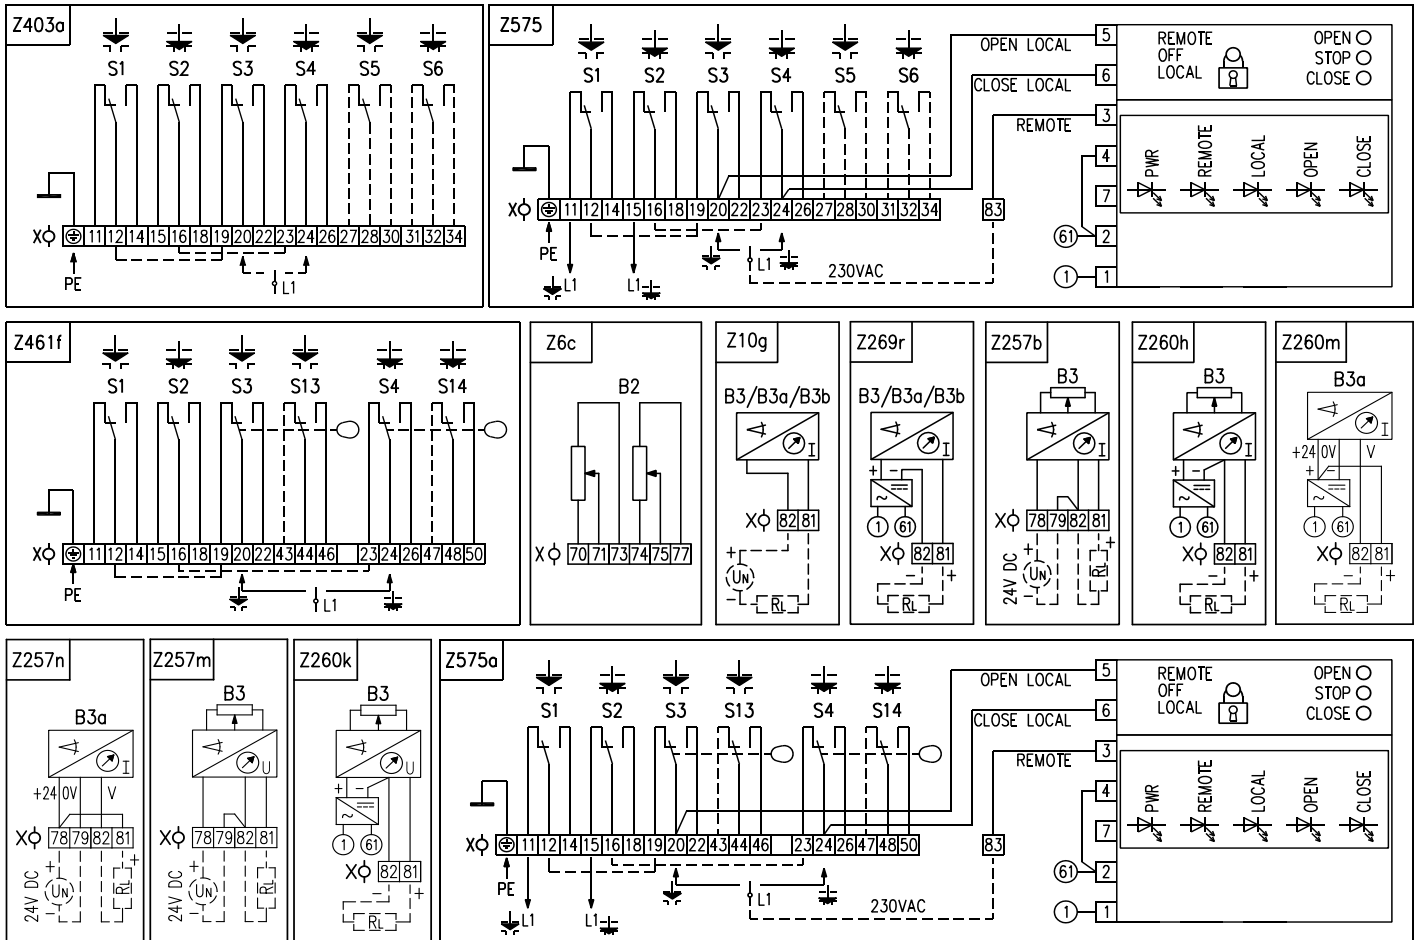 Z403a
S1 S2 S3 S4 S5 S6
X 11 12 14 15 16 18 19 20 22 23 24 26 27 28 30 31 32 34
PE
L1
Z575
S1 S2 S3 S4 S5 S6
OPEN LOCAL
CLOSE LOCAL
REMOTE
X 11 12 14 15 16 18 19 20 22 23 24 26 27 28 30 31 32 34 83
PE
L1 L1 L1
230VAC
5 6 3 4 7 2 1
61
1
REMOTE
OFF
LOCAL
OPEN
STOP
CLOSE
PWR REMOTE LOCAL OPEN CLOSE
Z461f
S1 S2 S3 S13 S4 S14
X 11 12 14 15 16 18 19 20 22 43 44 46 23 24 26 47 48 50
PE
L1
Z6c
B2
X 70 71 73 74 75 77
Z10g
B3/B3a/B3b
I
X 82 81
+
UN
−
RL
Z269r
B3/B3a/B3b
I
+ −
~
1 61
X 82 81
− +
RL
Z257b
B3
I
X 78 79 82 81
+ +
24V DC UN RL
−
Z260h
B3
I
+ −
~
1 61
X 82 81
− +
RL
Z260m
B3a
I
+24 0V V
+ −
~
1 61
X 82 81
− +
RL
Z257n
B3a
I
+24 0V V
X 78 79 82 81
+ +
24V DC UN RL
−
Z257m
B3
U
X 78 79 82 81
+ +
24V DC UN RL
−
Z260k
B3
U
+ −
~
1 61
X 82 81
− +
RL
Z575a
S1 S2 S3 S13 S4 S14
OPEN LOCAL
CLOSE LOCAL
REMOTE
X 11 12 14 15 16 18 19 20 22 43 44 46 23 24 26 47 48 50 83
PE
L1 L1 L1
230VAC
5 6 3 4 7 2 1
61
1
REMOTE
OFF
LOCAL
OPEN
STOP
CLOSE
PWR REMOTE LOCAL OPEN CLOSE